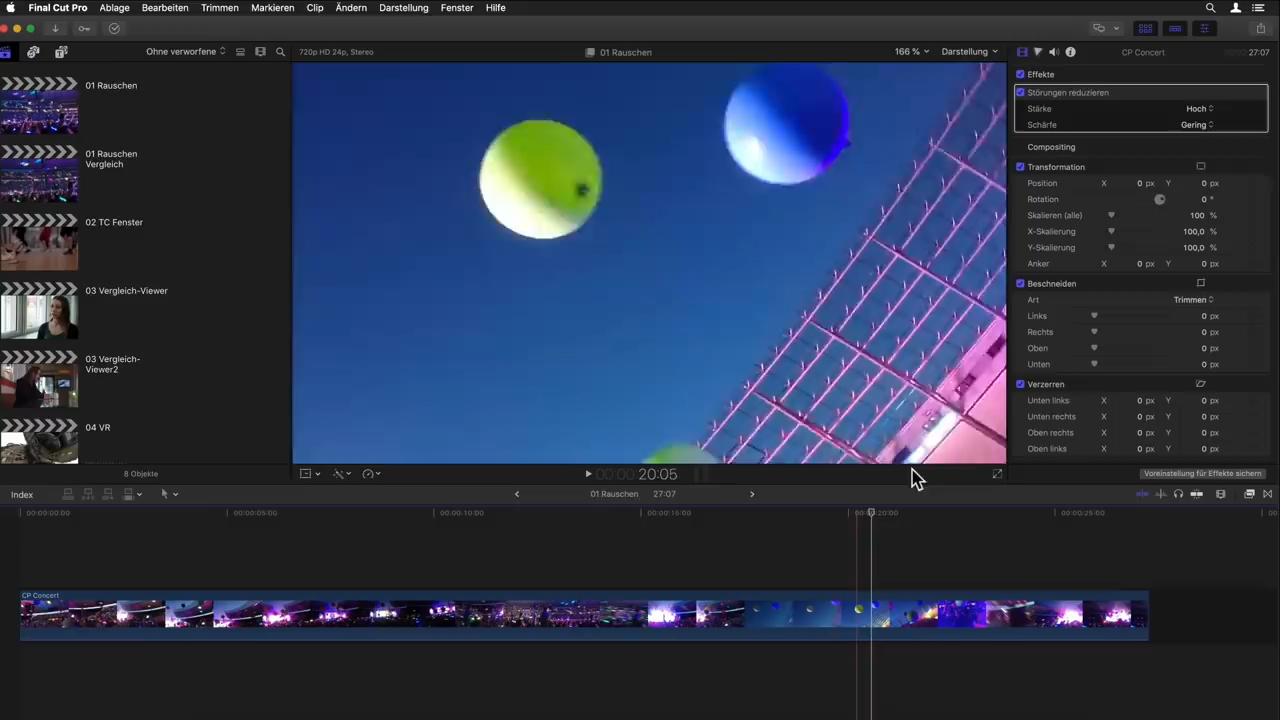 Final Cut Pro Ablage Bearbeiten Trimmen Markieren Clip Ändern Darstellung Fenster Hilfe
Ohne verworfene
720p HD 24p, Stereo
01 Rauschen
166 %
Darstellung
CP Concert
27:07
01 Rauschen
01 Rauschen
Vergleich
02 TC Fenster
03 Vergleich-Viewer
03 Vergleich-
Viewer2
04 VR
8 Objekte
Effekte
Störungen reduzieren
Stärke Hoch
Schärfe Gering
Compositing
Transformation
Position X 0 px Y 0 px
Rotation 0 °
Skalieren (alle) 100 %
X-Skalierung 100,0 %
Y-Skalierung 100,0 %
Anker X 0 px Y 0 px
Beschneiden
Art Trimmen
Links 0 px
Rechts 0 px
Oben 0 px
Unten 0 px
Verzerren
Unten links X 0 px Y 0 px
Unten rechts X 0 px Y 0 px
Oben rechts X 0 px Y 0 px
Oben links X 0 px Y 0 px
00:00:20:05
Voreinstellung für Effekte sichern
Index
01 Rauschen 27:07
00:00:00:00 00:00:05:00 00:00:10:00 00:00:15:00 00:00:20:00 00:00:25:00
CP Concert